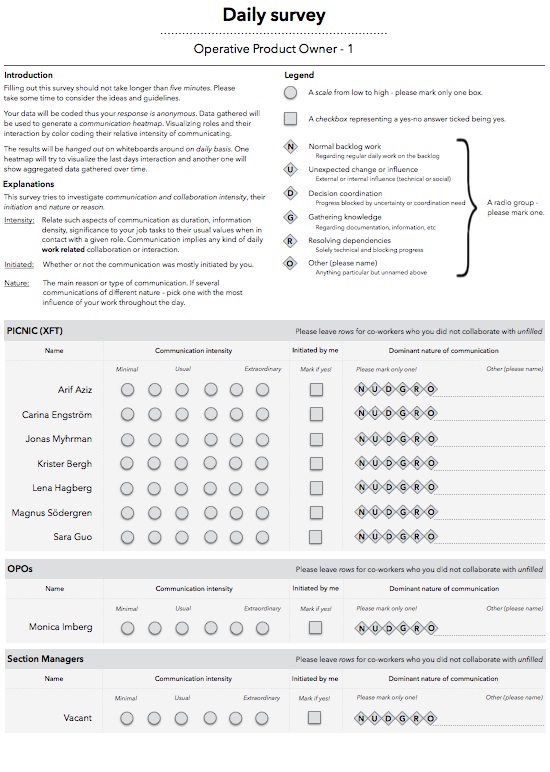 Daily survey
Operative Product Owner - 1
Introduction
Filling out this survey should not take longer than five minutes. Please
take some time to consider the ideas and guidelines.
Your data will be coded thus your response is anonymous. Data gathered will
be used to generate a communication heatmap. Visualizing roles and their
interaction by color coding their relative intensity of communicating.
The results will be hanged out on whiteboards around on daily basis. One
heatmap will try to visualize the last days interaction and another one will
show aggregated data gathered over time.
Explanations
This survey tries to investigate communication and collaboration intensity, their
initiation and nature or reason.
Intensity: Relate such aspects of communication as duration, information
density, significance to your job tasks to their usual values when in
contact with a given role. Communication implies any kind of daily
work related collaboration or interaction.
Initiated: Whether or not the communication was mostly initiated by you.
Nature: The main reason or type of communication. If several
communications of different nature – pick one with the most
influence of your work throughout the day.
Legend
A scale from low to high - please mark only one box.
A checkbox representing a yes-no answer ticked being yes.
N Normal backlog work
Regarding regular daily work on the backlog
U Unexpected change or influence
External or internal influence (technical or social)
D Decision coordination
Progress blocked by uncertainty or coordination need
G Gathering knowledge
Regarding documentation, information, etc
R Resolving dependencies
Solely technical and blocking progress
O Other (please name)
Anything particular but unnamed above
A radio group -
please mark one.
PICNIC (XFT) Please leave rows for co-workers who you did not collaborate with unfilled
Name Communication intensity Initiated by me Dominant nature of communication
Minimal Usual Extraordinary Mark if yes! Please mark only one! Other (please name)
Arif Aziz N U D G R O
Carina Engström N U D G R O
Jonas Myhrman N U D G R O
Krister Bergh N U D G R O
Lena Hagberg N U D G R O
Magnus Södergren N U D G R O
Sara Guo N U D G R O
OPOs Please leave rows for co-workers who you did not collaborate with unfilled
Name Communication intensity Initiated by me Dominant nature of communication
Minimal Usual Extraordinary Mark if yes! Please mark only one! Other (please name)
Monica Imberg N U D G R O
Section Managers Please leave rows for co-workers who you did not collaborate with unfilled
Name Communication intensity Initiated by me Dominant nature of communication
Minimal Usual Extraordinary Mark if yes! Please mark only one! Other (please name)
Vacant N U D G R O